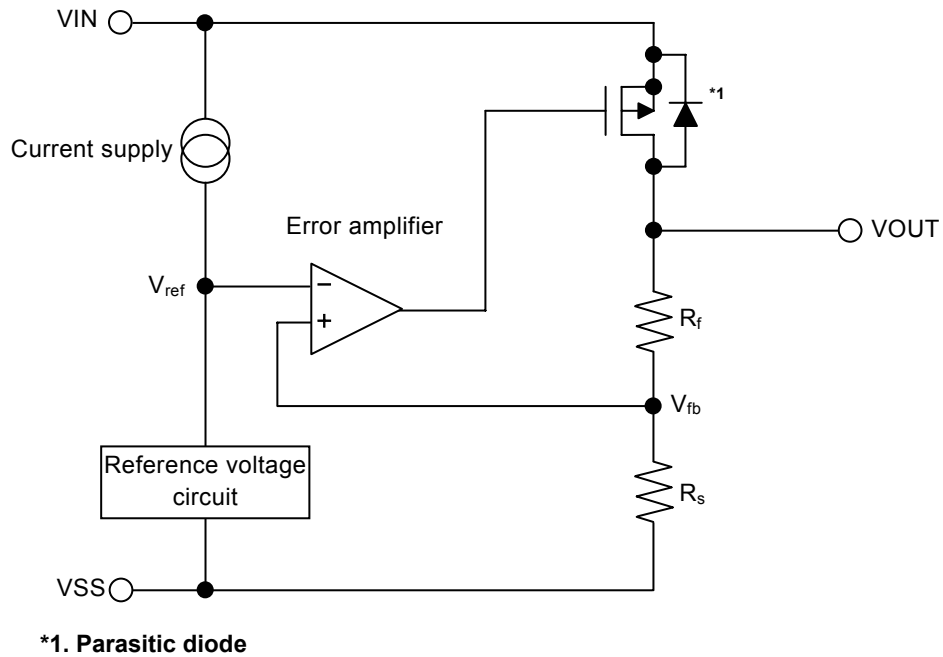 VIN
*1
Current supply
Error amplifier
VOUT
Vref
−
+
Rf
Vfb
Reference voltage
circuit
Rs
VSS
*1. Parasitic diode